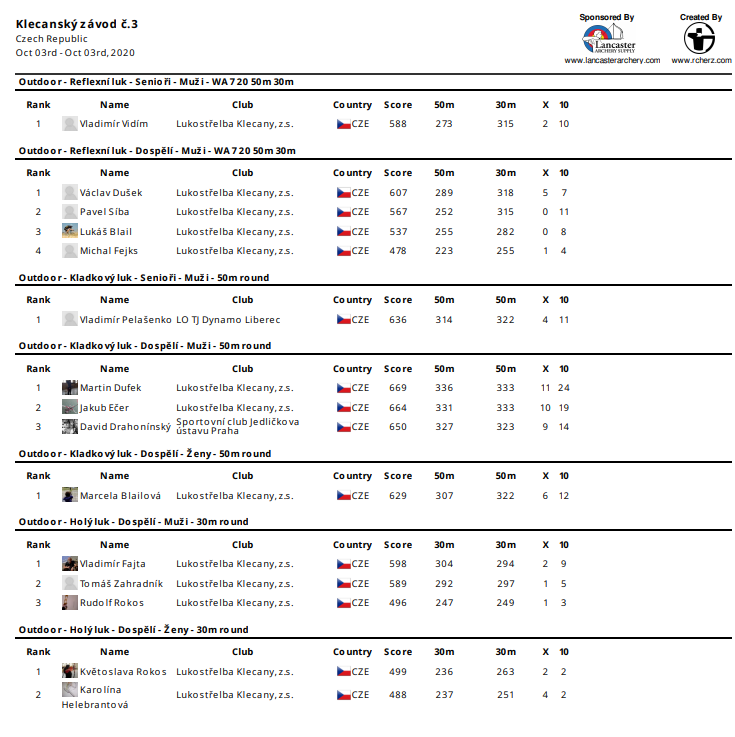 Klecanský závod č.3
Czech Republic
Oct 03rd - Oct 03rd, 2020
Sponsored By
Lancaster
ARCHERY SUPPLY
www.lancasterarchery.com
Created By
www.rcherz.com
Outdoor - Reflexní luk - Senioři - Muži - WA 720 50m 30m
Rank Name Club Country Score 50m 30m X 10
1 Vladimír Vidím Lukostřelba Klecany, z.s. CZE 588 273 315 2 10
Outdoor - Reflexní luk - Dospělí - Muži - WA 720 50m 30m
Rank Name Club Country Score 50m 30m X 10
1 Václav Dušek Lukostřelba Klecany, z.s. CZE 607 289 318 5 7
2 Pavel Síba Lukostřelba Klecany, z.s. CZE 567 252 315 0 11
3 Lukáš Blail Lukostřelba Klecany, z.s. CZE 537 255 282 0 8
4 Michal Fejks Lukostřelba Klecany, z.s. CZE 478 223 255 1 4
Outdoor - Kladkový luk - Senioři - Muži - 50m round
Rank Name Club Country Score 50m 50m X 10
1 Vladimír Pelašenko LO TJ Dynamo Liberec CZE 636 314 322 4 11
Outdoor - Kladkový luk - Dospělí - Muži - 50m round
Rank Name Club Country Score 50m 50m X 10
1 Martin Dufek Lukostřelba Klecany, z.s. CZE 669 336 333 11 24
2 Jakub Ečer Lukostřelba Klecany, z.s. CZE 664 331 333 10 19
3 David Drahonínský Sportovní club Jedličkova ústavu Praha CZE 650 327 323 9 14
Outdoor - Kladkový luk - Dospělí - Ženy - 50m round
Rank Name Club Country Score 50m 50m X 10
1 Marcela Blailová Lukostřelba Klecany, z.s. CZE 629 307 322 6 12
Outdoor - Holý luk - Dospělí - Muži - 30m round
Rank Name Club Country Score 30m 30m X 10
1 Vladimír Fajta Lukostřelba Klecany, z.s. CZE 598 304 294 2 9
2 Tomáš Zahradník Lukostřelba Klecany, z.s. CZE 589 292 297 1 5
3 Rudolf Rokos Lukostřelba Klecany, z.s. CZE 496 247 249 1 3
Outdoor - Holý luk - Dospělí - Ženy - 30m round
Rank Name Club Country Score 30m 30m X 10
1 Květoslava Rokos Lukostřelba Klecany, z.s. CZE 499 236 263 2 2
2 Karolína Helebrantová Lukostřelba Klecany, z.s. CZE 488 237 251 4 2